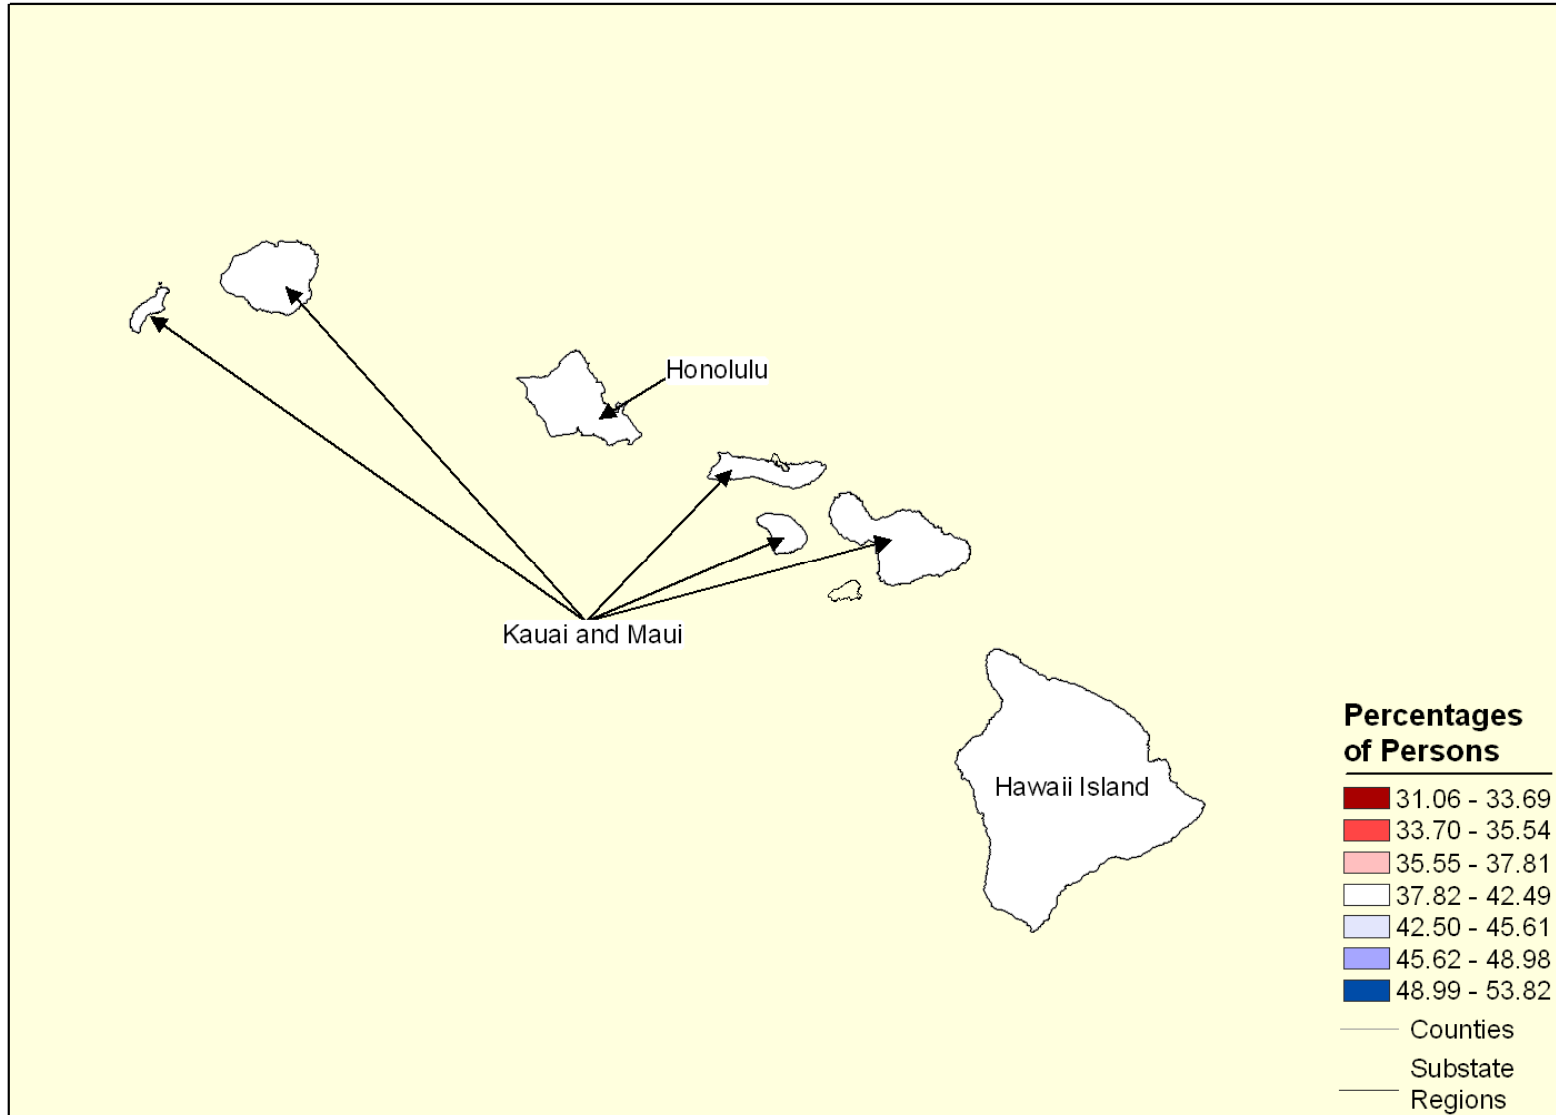 Honolulu
Kauai and Maui
Hawaii Island
Percentages
of Persons
31.06 - 33.69
33.70 - 35.54
35.55 - 37.81
37.82 - 42.49
42.50 - 45.61
45.62 - 48.98
48.99 - 53.82
Counties
Substate
Regions